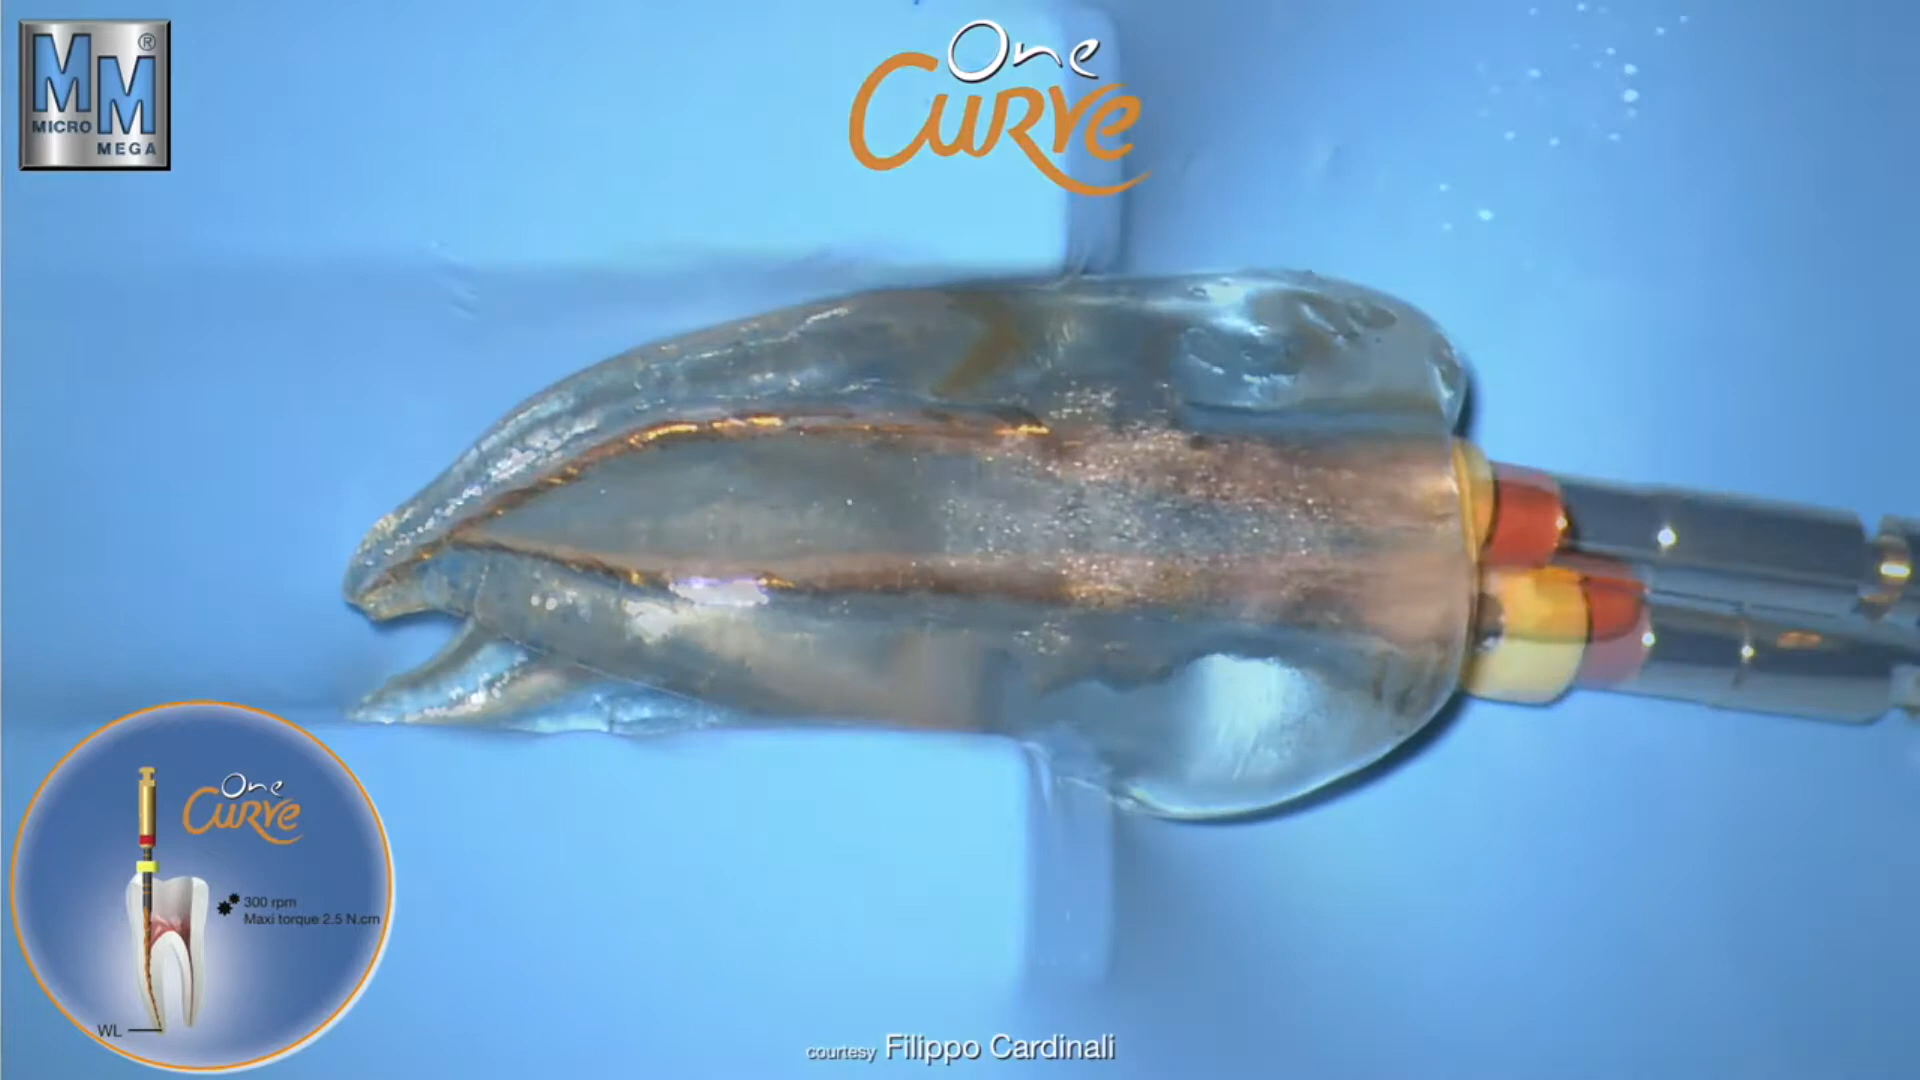 MM®
MICRO
MEGA
One
Curve
One
Curve
300 rpm
Maxi torque 2.5 N.cm
WL
courtesy Filippo Cardinali